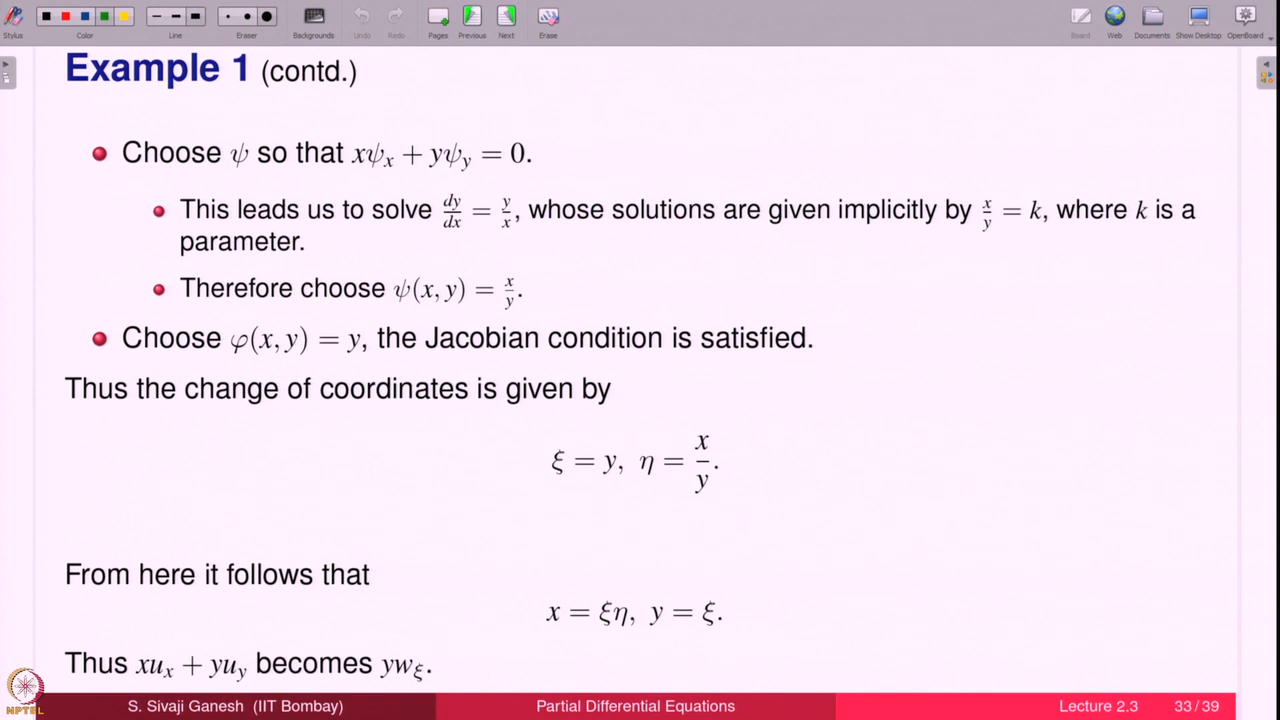 Stylus Color Line Eraser Backgrounds Undo Redo Pages Previous Next Erase Board Web Documents Show Desktop OpenBoard
Example 1 (contd.)
Choose ψ so that xψₓ + yψ_y = 0.
This leads us to solve dy/dx = y/x, whose solutions are given implicitly by x/y = k, where k is a
parameter.
Therefore choose ψ(x, y) = x/y.
Choose φ(x, y) = y, the Jacobian condition is satisfied.
Thus the change of coordinates is given by
ξ = y, η = x/y.
From here it follows that
x = ξη, y = ξ.
Thus xuₓ + yu_y becomes yw_ξ.
NPTEL
S. Sivaji Ganesh (IIT Bombay) Partial Differential Equations Lecture 2.3 33/39